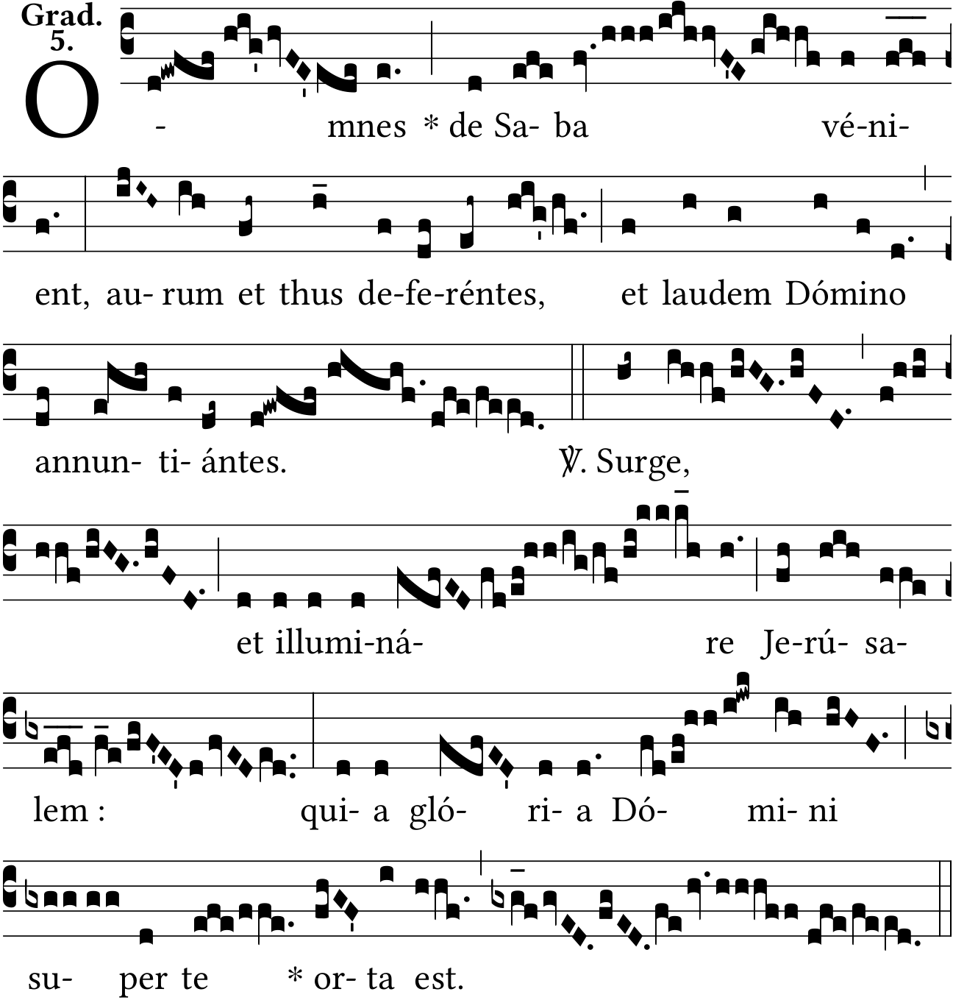 Grad.
5.
O - mnes * de Sa- ba vé-ni-
ent, au- rum et thus de-fe-réntes, et laudem Dómino
annun- ti- ántes. ℣. Surge,
et illumi-ná- re Je-rú- sa-
lem : qui- a gló- ri- a Dó- mi- ni
su- per te * or- ta est.